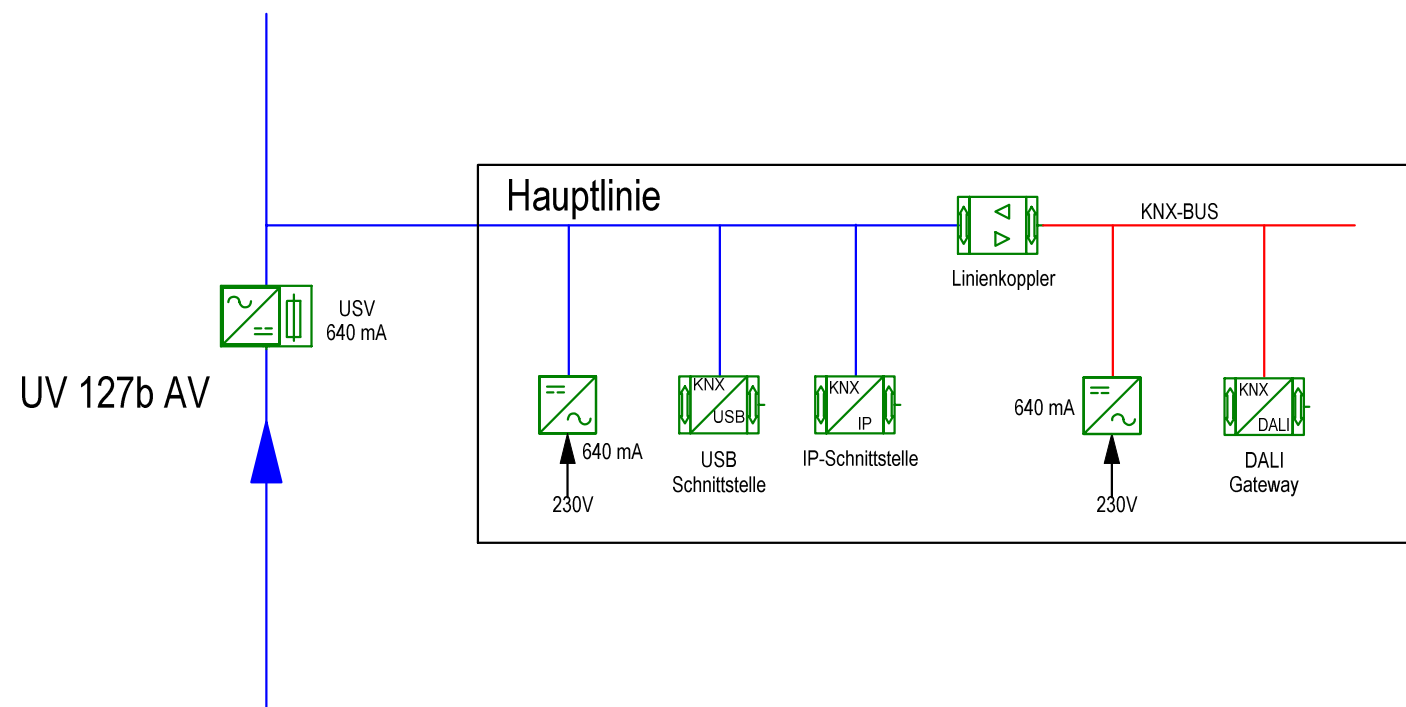 Hauptlinie
KNX-BUS
Linienkoppler
USV
640 mA
UV 127b AV
KNX
USB
KNX
IP
640 mA
KNX
DALI
640 mA
USB
Schnittstelle
IP-Schnittstelle
DALI
Gateway
230V
230V